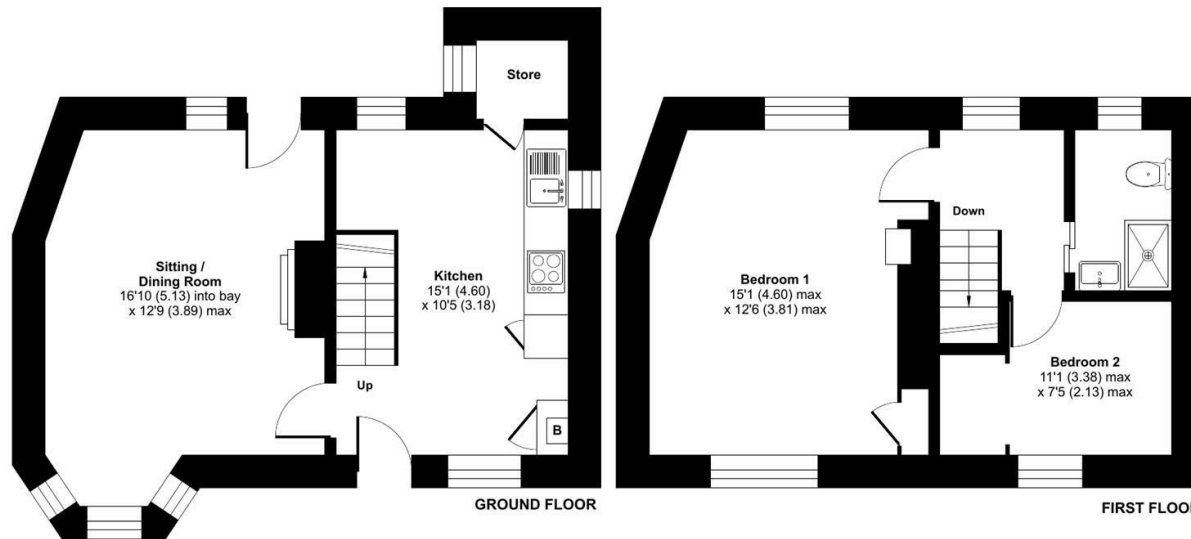 Store
Sitting /
Dining Room
16'10 (5.13) into bay
x 12'9 (3.89) max
Kitchen
15'1 (4.60)
x 10'5 (3.18)
Up
B
GROUND FLOOR
Bedroom 1
15'1 (4.60) max
x 12'6 (3.81) max
Down
Bedroom 2
11'1 (3.38) max
x 7'5 (2.13) max
FIRST FLOOR